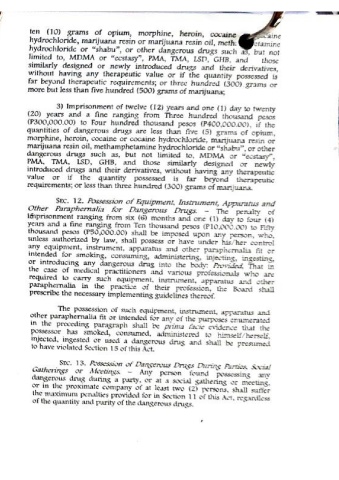 ten (10) grams of opium, morphine, heroin, cocaine
hydrochloride, marijuana resin or marijuana resin oil,
hydrochloride or "shabu", or other dangerous drugs such as, but not
limited to, MDMA or "ecstasy", PMA, TMA, LSD, GHB, and those
similarly designed or newly introduced drugs and their derivatives,
without having any therapeutic value or if the quantity possessed is
far beyond therapeutic requirements; or three hundred (300) grams or
more but less than five hundred (500) grams of marijuana;
3) Imprisonment of twelve (12) years and one (1) day to twenty
(20) years and a fine ranging from Three hundred thousand pesos
(P300,000.00) to Four hundred thousand pesos (P400,000.00), if the
quantities of dangerous drugs are less than five (5) grams of opium,
morphine, heroin, cocaine or cocaine hydrochloride, marijuana resin or
marijuana resin oil, methamphetamine hydrochloride or "shabu", or other
dangerous drugs such as, but not limited to, MDMA or "ecstasy",
PMA, TMA, LSD, GHB, and those similarly designed or newly
introduced drugs and their derivatives, without having any therapeutic
value or if the quantity possessed is far beyond therapeutic
requirements; or less than three hundred (300) grams of marijuana.
SEC. 12. Possession of Equipment, Instrument, Apparatus and
Other Paraphernalia for Dangerous Drugs. – The penalty of
imprisonment ranging from six (6) months and one (1) day to four (4)
years and a fine ranging from Ten thousand pesos (P10,000.00) to Fifty
thousand pesos (P50,000.00) shall be imposed upon any person, who,
unless authorized by law, shall possess or have under his/her control
any equipment, instrument, apparatus and other paraphernalia fit or
intended for smoking, consuming, administering, injecting, ingesting,
or introducing any dangerous drug into the body: Provided, That in
the case of medical practitioners and various professionals who are
required to carry such equipment, instrument, apparatus and other
paraphernalia in the practice of their profession, the Board shall
prescribe the necessary implementing guidelines thereof.
The possession of such equipment, instrument, apparatus and
other paraphernalia fit or intended for any of the purposes enumerated
in the preceding paragraph shall be prima facie evidence that the
possessor has smoked, consumed, administered to himself/herself,
injected, ingested or used a dangerous drug and shall be presumed
to have violated Section 15 of this Act.
SEC. 13. Possession of Dangerous Drugs During Parties, Social
Gatherings or Meetings. – Any person found possessing any
dangerous drug during a party, or at a social gathering or meeting,
or in the proximate company of at least two (2) persons, shall suffer
the maximum penalties provided for in Section 11 of this Act, regardless
of the quantity and purity of the dangerous drugs.